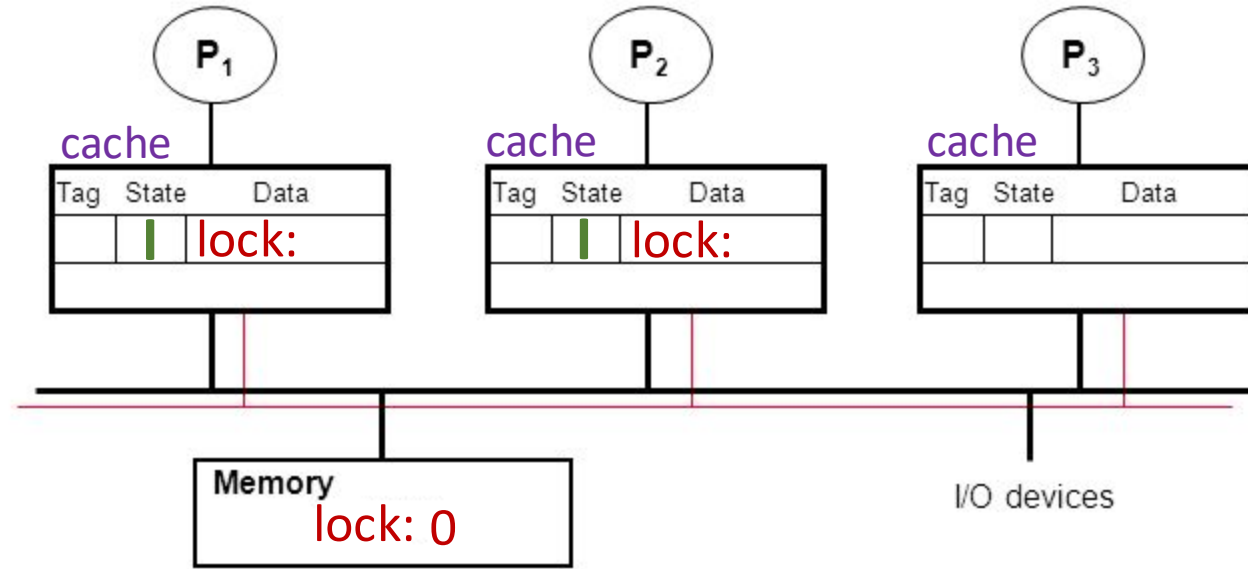 P1 P2 P3
cache cache cache
Tag State Data Tag State Data Tag State Data
I lock: I lock:
Memory
lock: 0
I/O devices